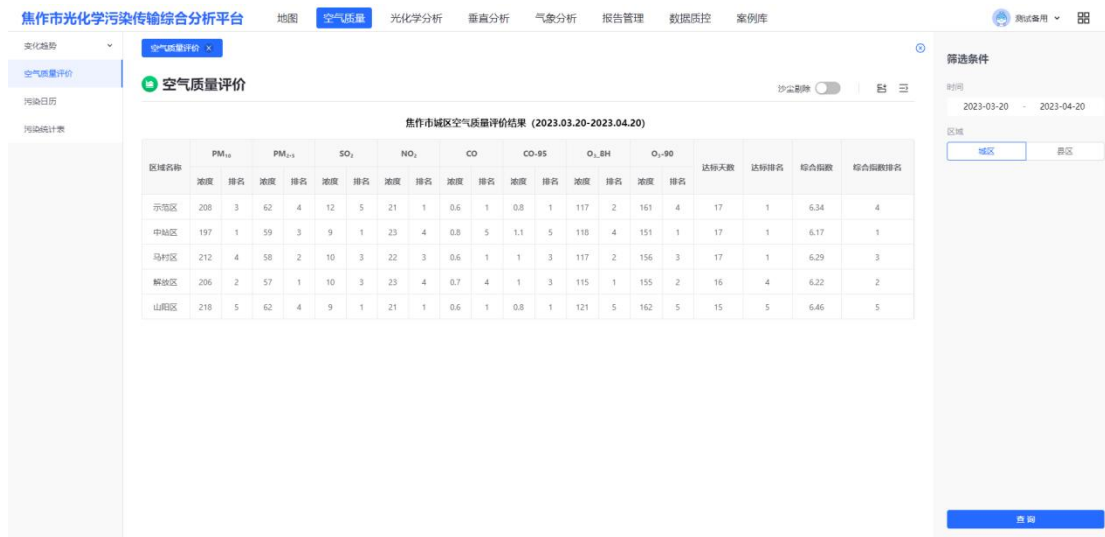 焦作市光化学污染传输综合分析平台 地图 空气质量 光化学分析 垂直分析 气象分析 报告管理 数据质控 案例库 测试备用
变化趋势
空气质量评价
污染日历
污染统计表
空气质量评价 ×
空气质量评价
沙尘剔除
焦作市城区空气质量评价结果（2023.03.20-2023.04.20）
区域名称 PM₁₀ PM₂.₅ SO₂ NO₂ CO CO-95 O₃_8H O₃-90 达标天数 达标排名 综合指数 综合指数排名
浓度 排名 浓度 排名 浓度 排名 浓度 排名 浓度 排名 浓度 排名 浓度 排名 浓度 排名
示范区 208 3 62 4 12 5 21 1 0.6 1 0.8 1 117 2 161 4 17 1 6.34 4
中站区 197 1 59 3 9 1 23 4 0.8 5 1.1 5 118 4 151 1 17 1 6.17 1
马村区 212 4 58 2 10 3 22 3 0.6 1 1 3 117 2 156 3 17 1 6.29 3
解放区 206 2 57 1 10 3 23 4 0.7 4 1 3 115 1 155 2 16 4 6.22 2
山阳区 218 5 62 4 9 1 21 1 0.6 1 0.8 1 121 5 162 5 15 5 6.46 5
筛选条件
时间
2023-03-20 - 2023-04-20
区域
城区 县区
查询